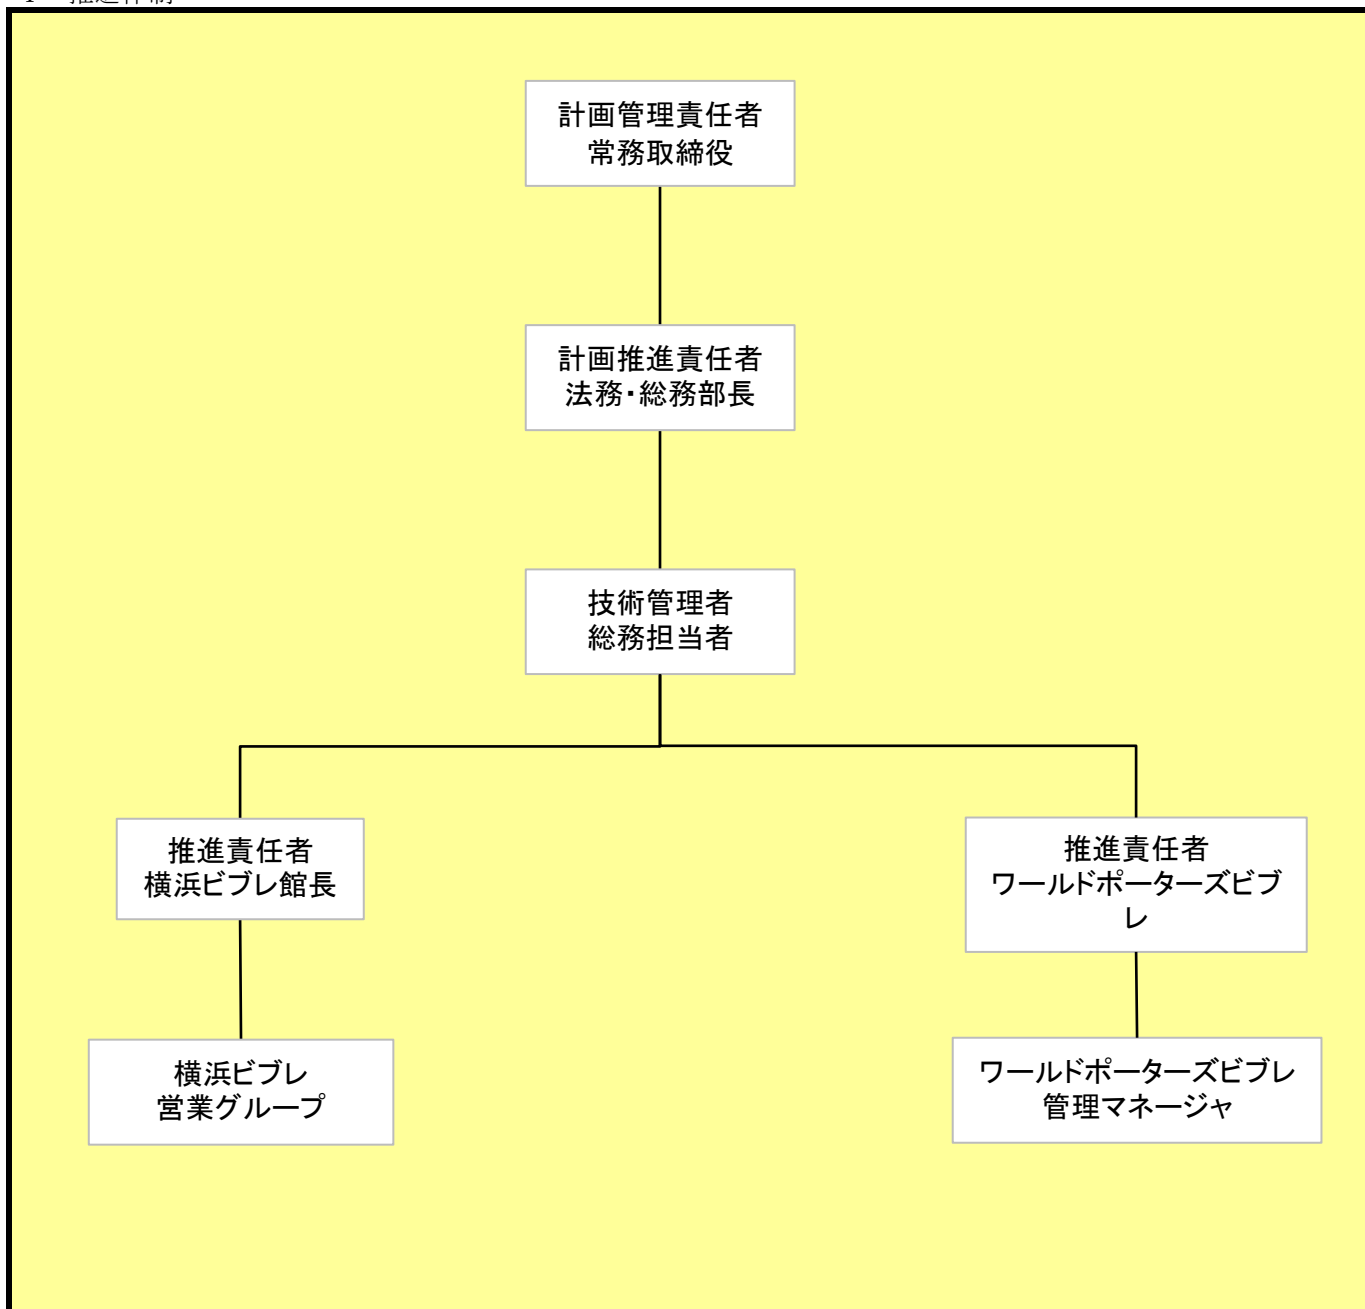 計画管理責任者
常務取締役
計画推進責任者
法務・総務部長
技術管理者
総務担当者
推進責任者
横浜ビブレ館長
推進責任者
ワールドポーターズビブ
レ
横浜ビブレ
営業グループ
ワールドポーターズビブレ
管理マネージャ